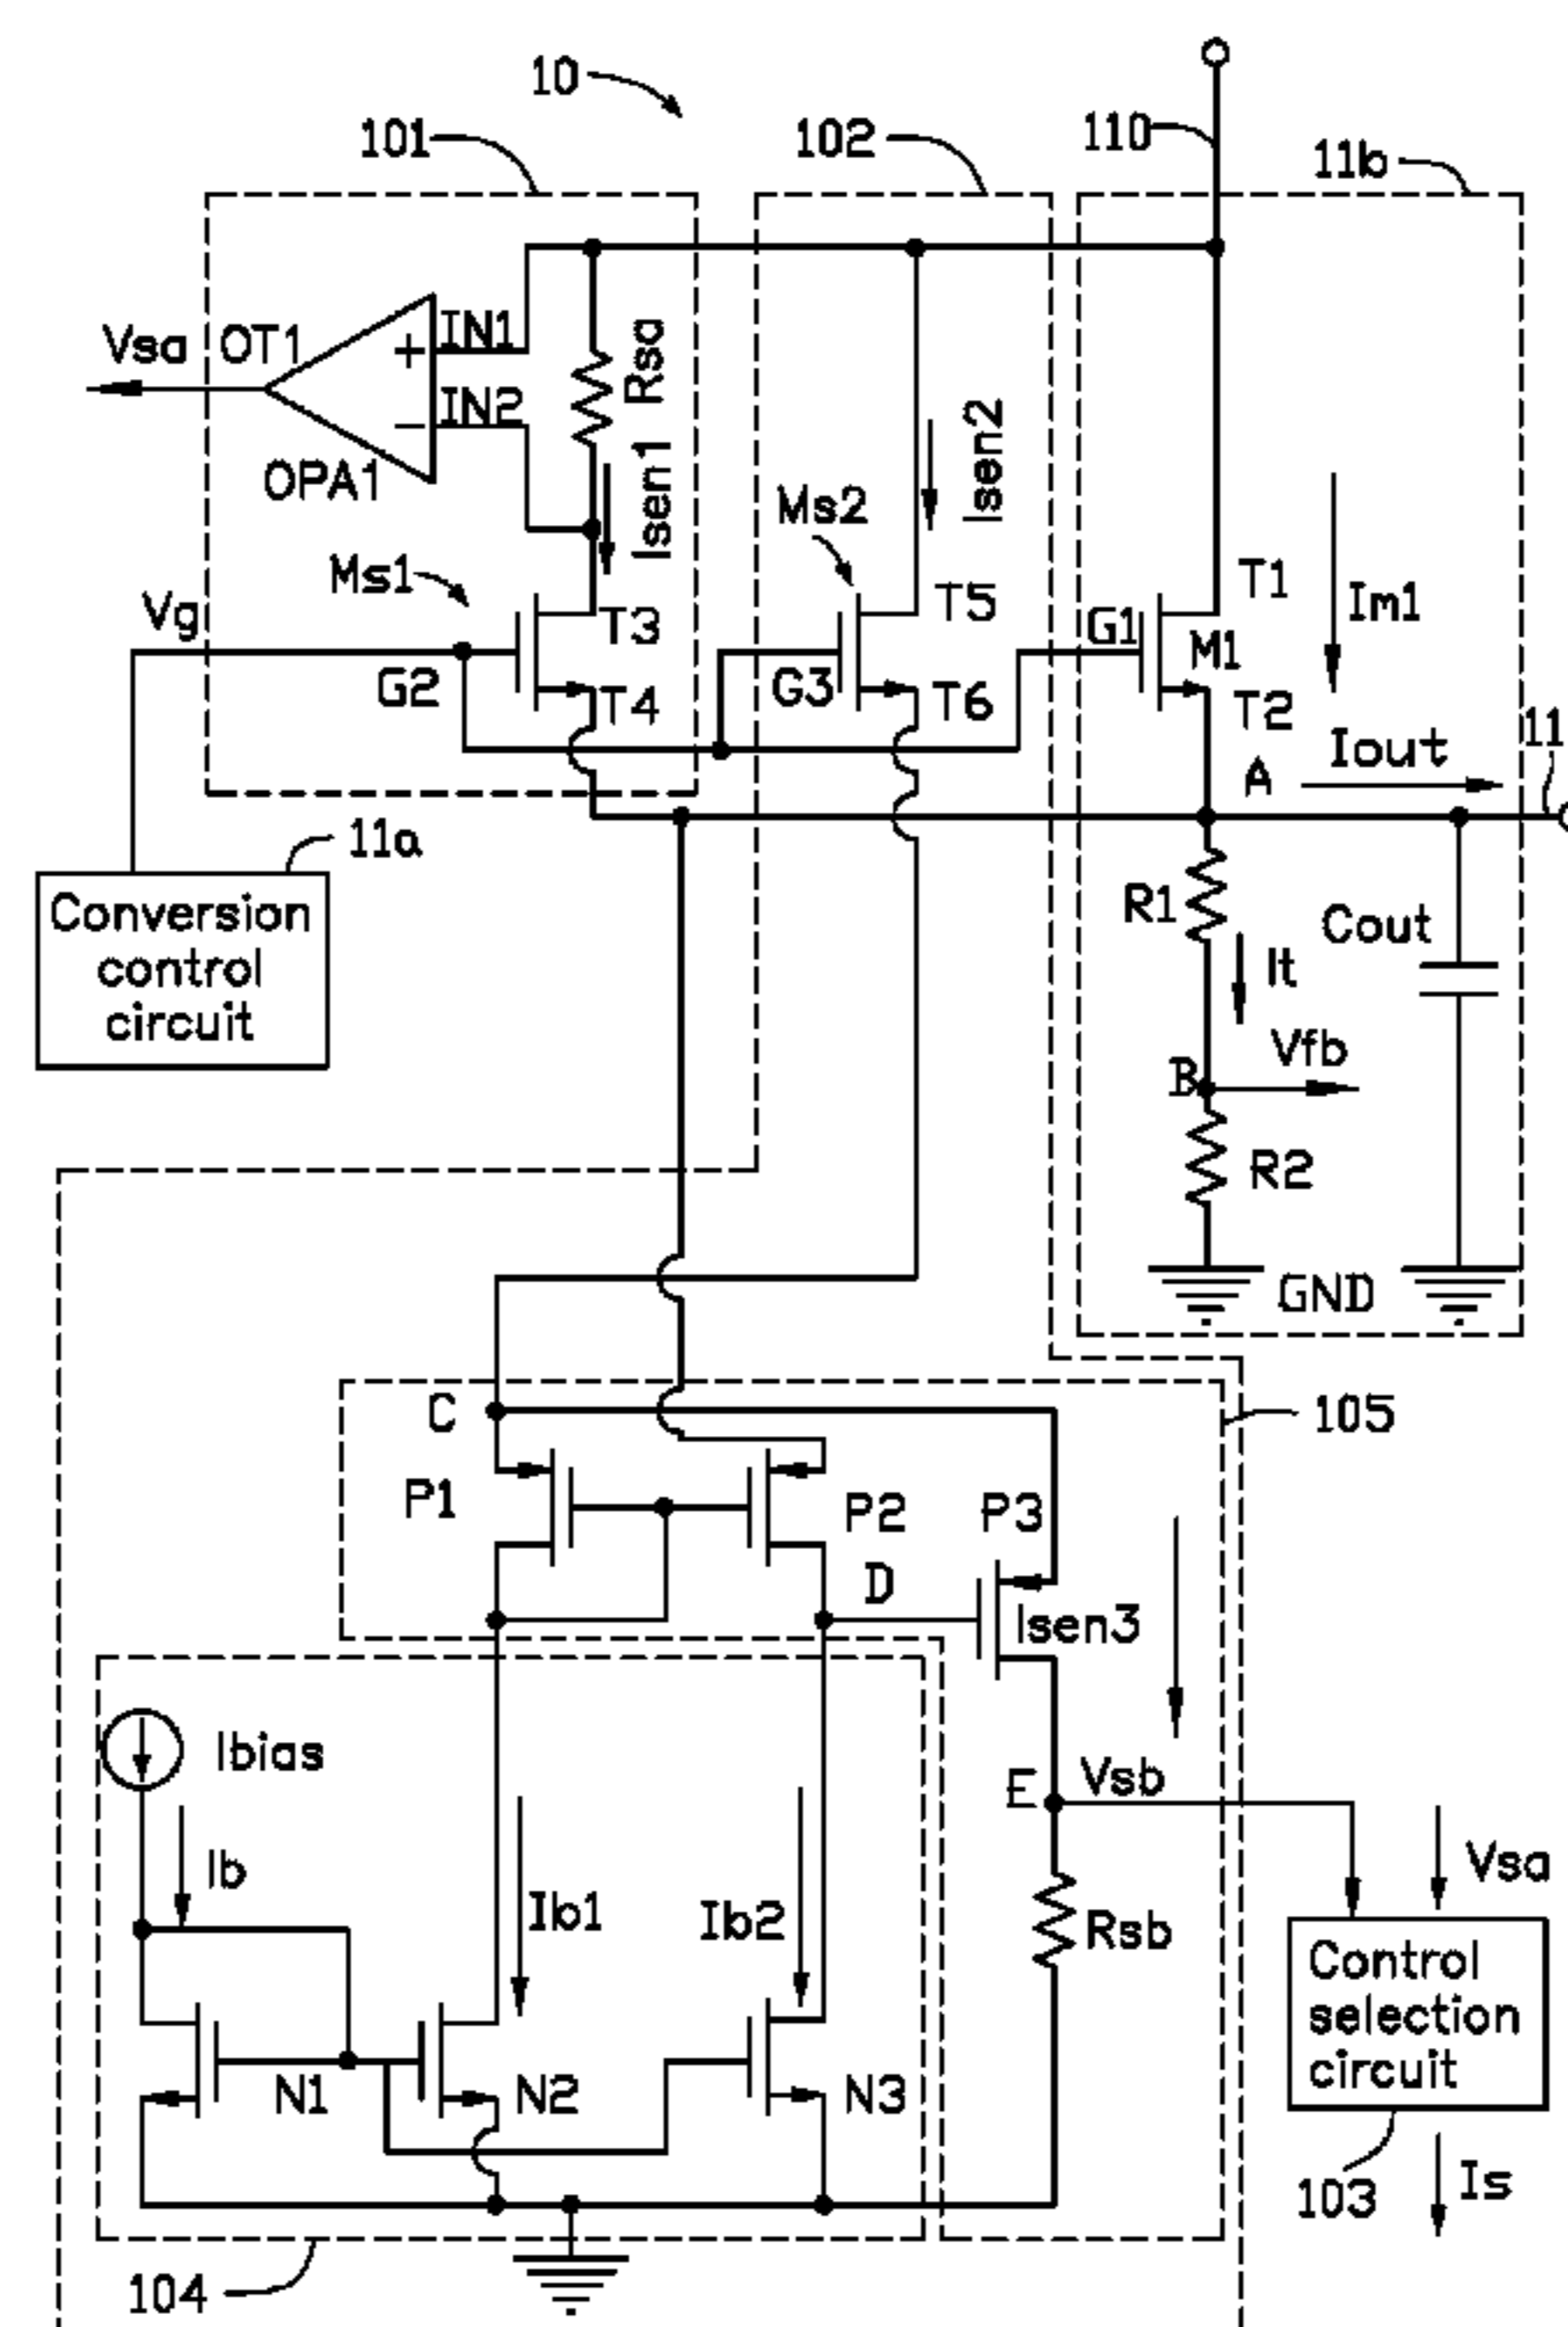 10
101
102
110
11b
Vsa
OT1
IN1
IN2
OPA1
Rsa
Isen1
Isen2
Ms1
Ms2
Vg
G2
T3
T4
G3
T5
T6
G1
M1
T1
T2
Im1
Iout
A
11
11a
Conversion
control
circuit
R1
It
Cout
Vfb
B
R2
GND
C
105
P1
P2
P3
D
Isen3
Ibias
Ib
Ib1
Ib2
E
Vsb
Vsa
Rsb
Control
selection
circuit
N1
N2
N3
103
Is
104